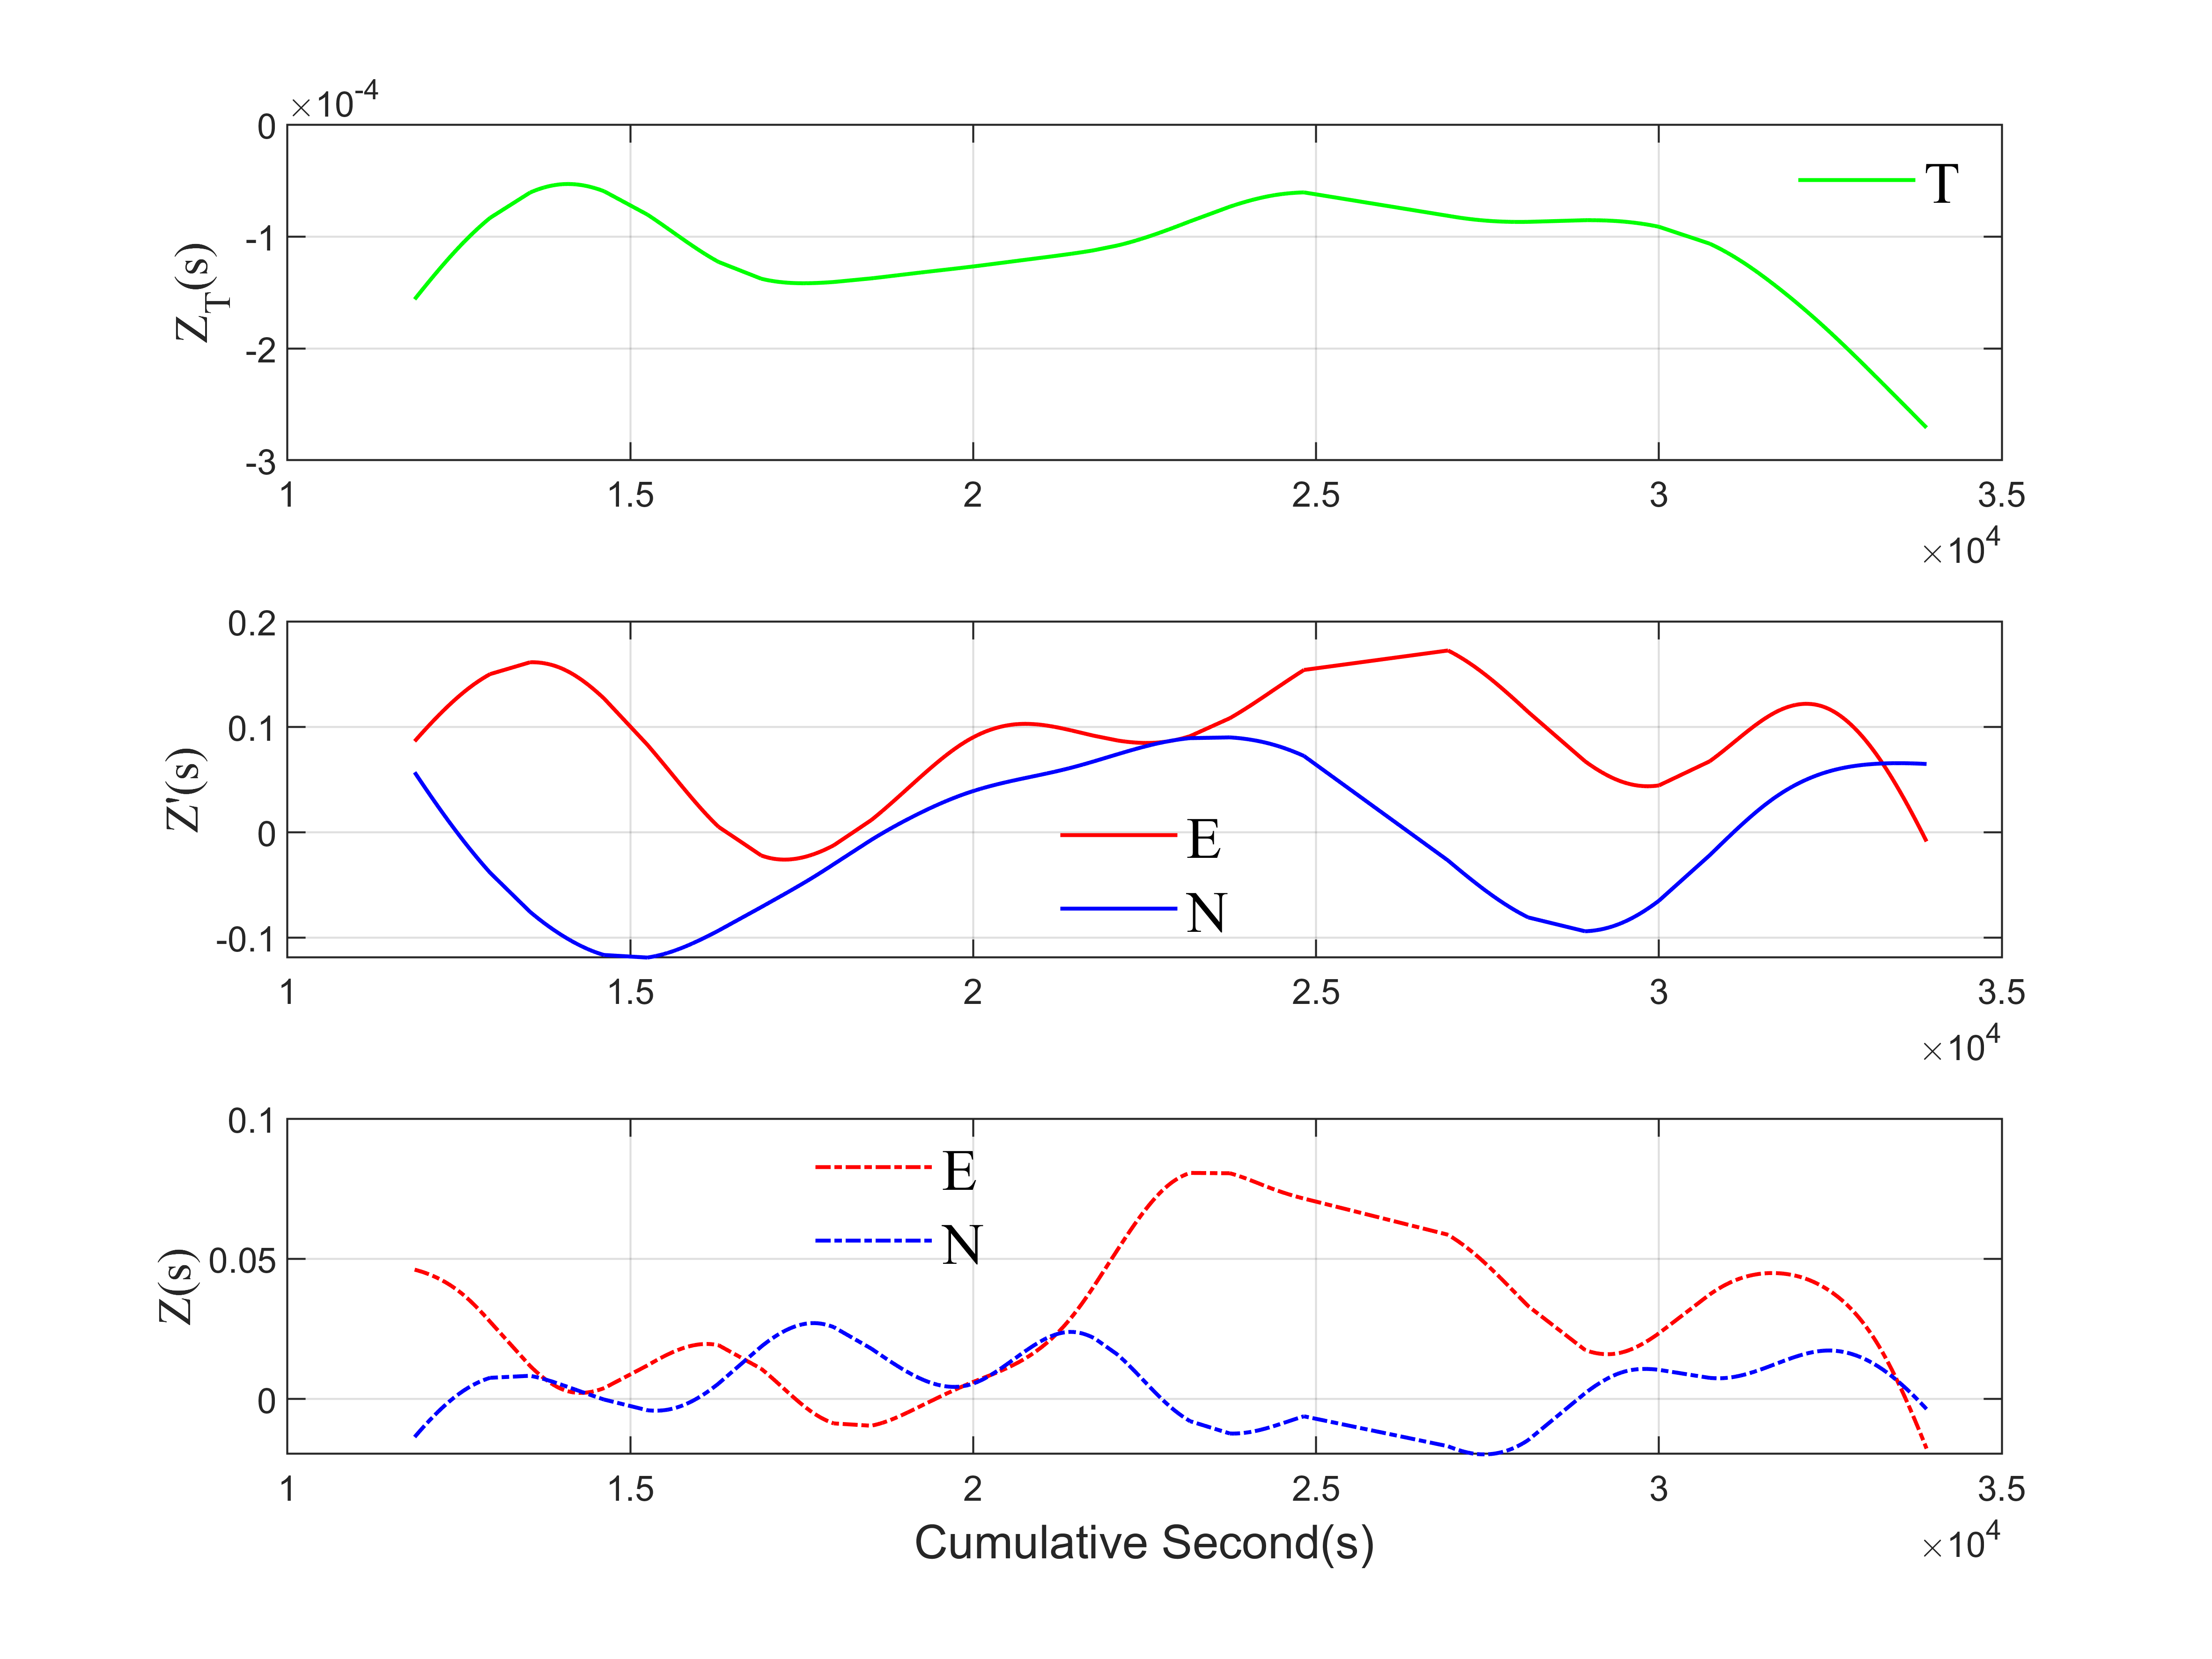 ×10-4
0
-1
-2
-3
ZT(s)
T
1 1.5 2 2.5 3 3.5
×104
0.2
0.1
0
-0.1
Z'(s)
E
N
1 1.5 2 2.5 3 3.5
×104
0.1
0.05
0
Z(s)
E
N
1 1.5 2 2.5 3 3.5
Cumulative Second(s)
×104